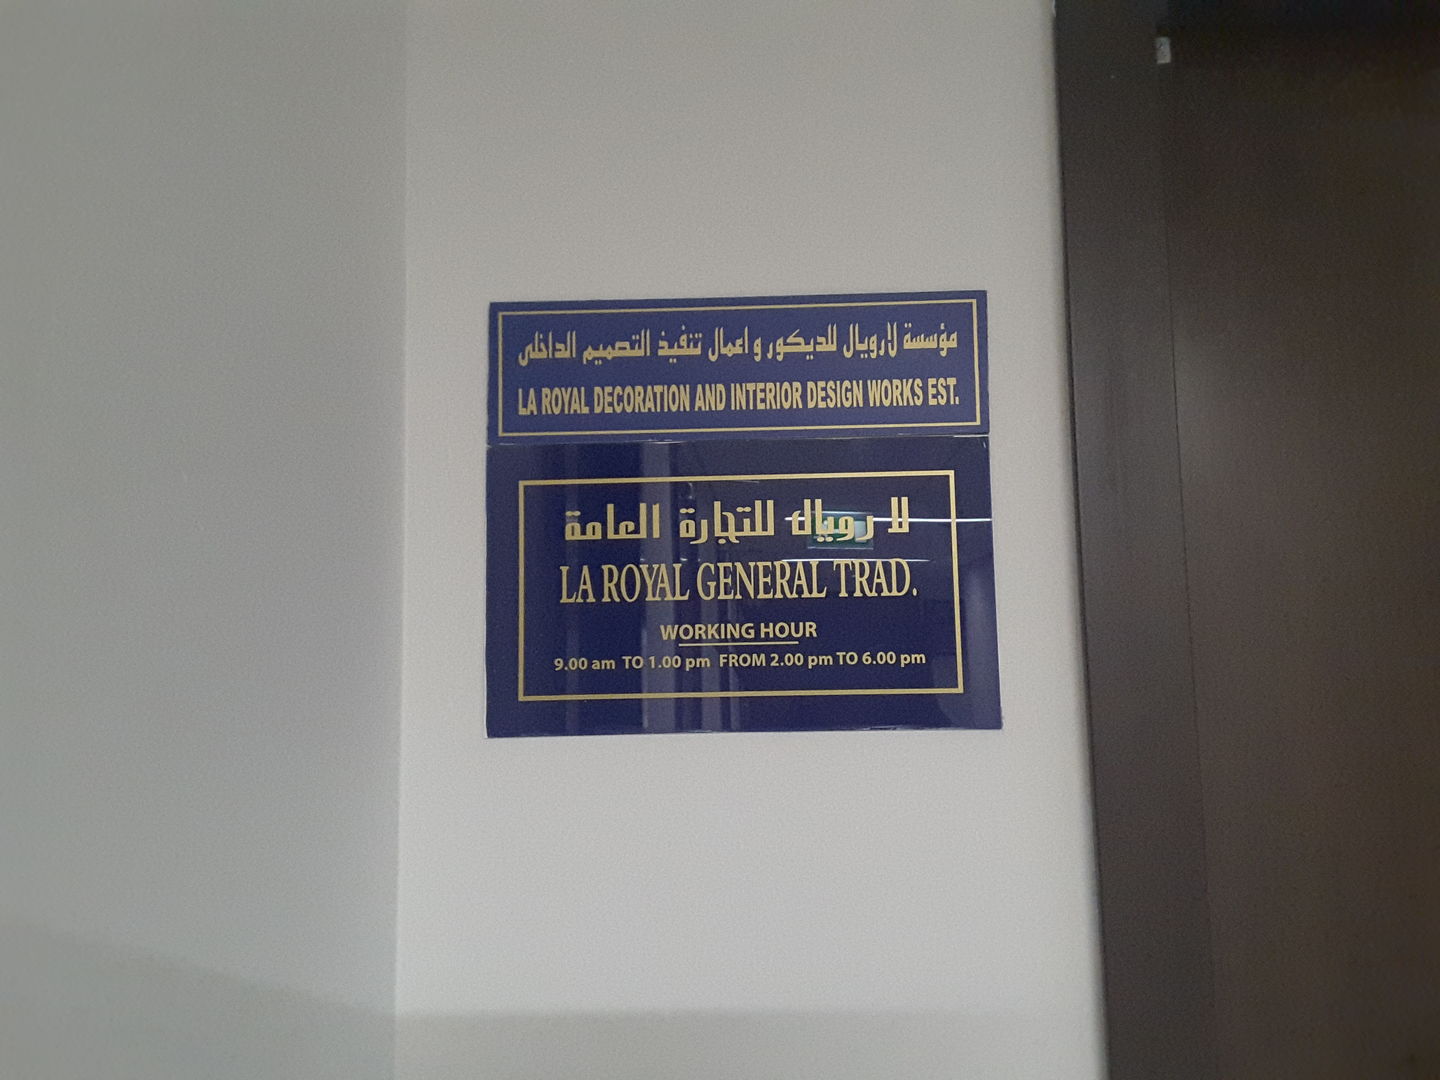 مؤسسة لارويال للديكور و اعمال تنفيذ التصميم الداخلى
LA ROYAL DECORATION AND INTERIOR DESIGN WORKS EST.
لا رويال للتجارة العامة
LA ROYAL GENERAL TRAD.
WORKING HOUR
9.00 am TO 1.00 pm FROM 2.00 pm TO 6.00 pm